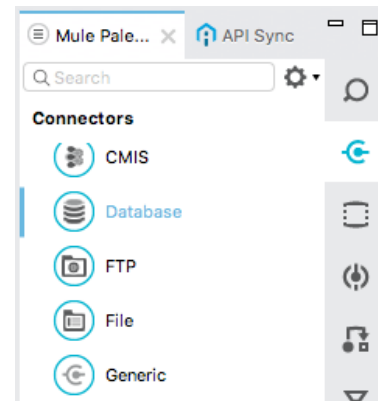 Mule Pale...
API Sync
Search
Connectors
CMIS
Database
FTP
File
Generic